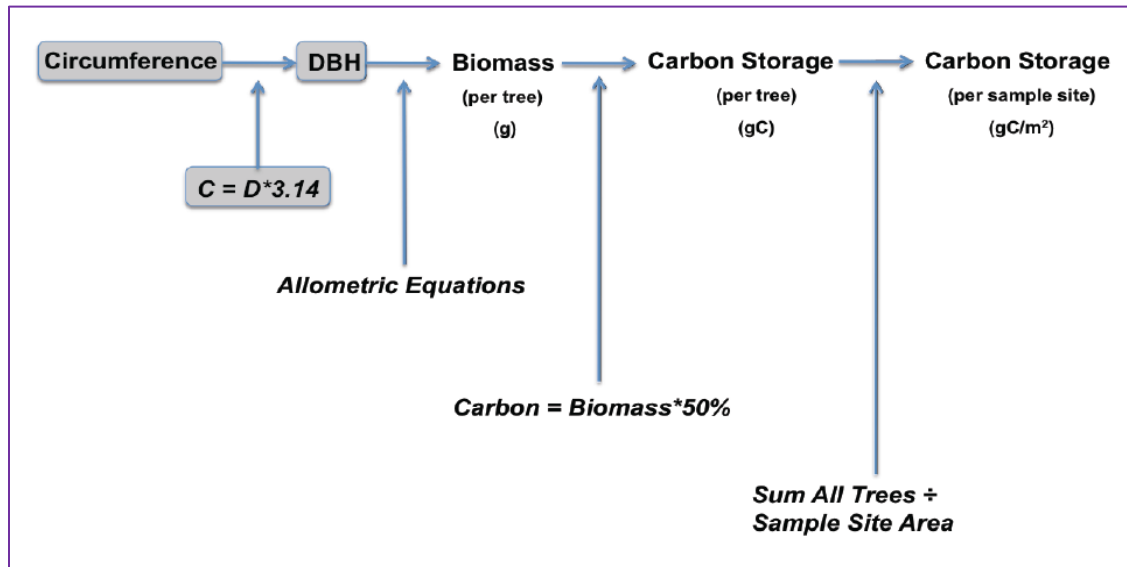 Circumference
DBH
Biomass
(per tree)
(g)
Carbon Storage
(per tree)
(gC)
Carbon Storage
(per sample site)
(gC/m²)
C = D*3.14
Allometric Equations
Carbon = Biomass*50%
Sum All Trees ÷
Sample Site Area